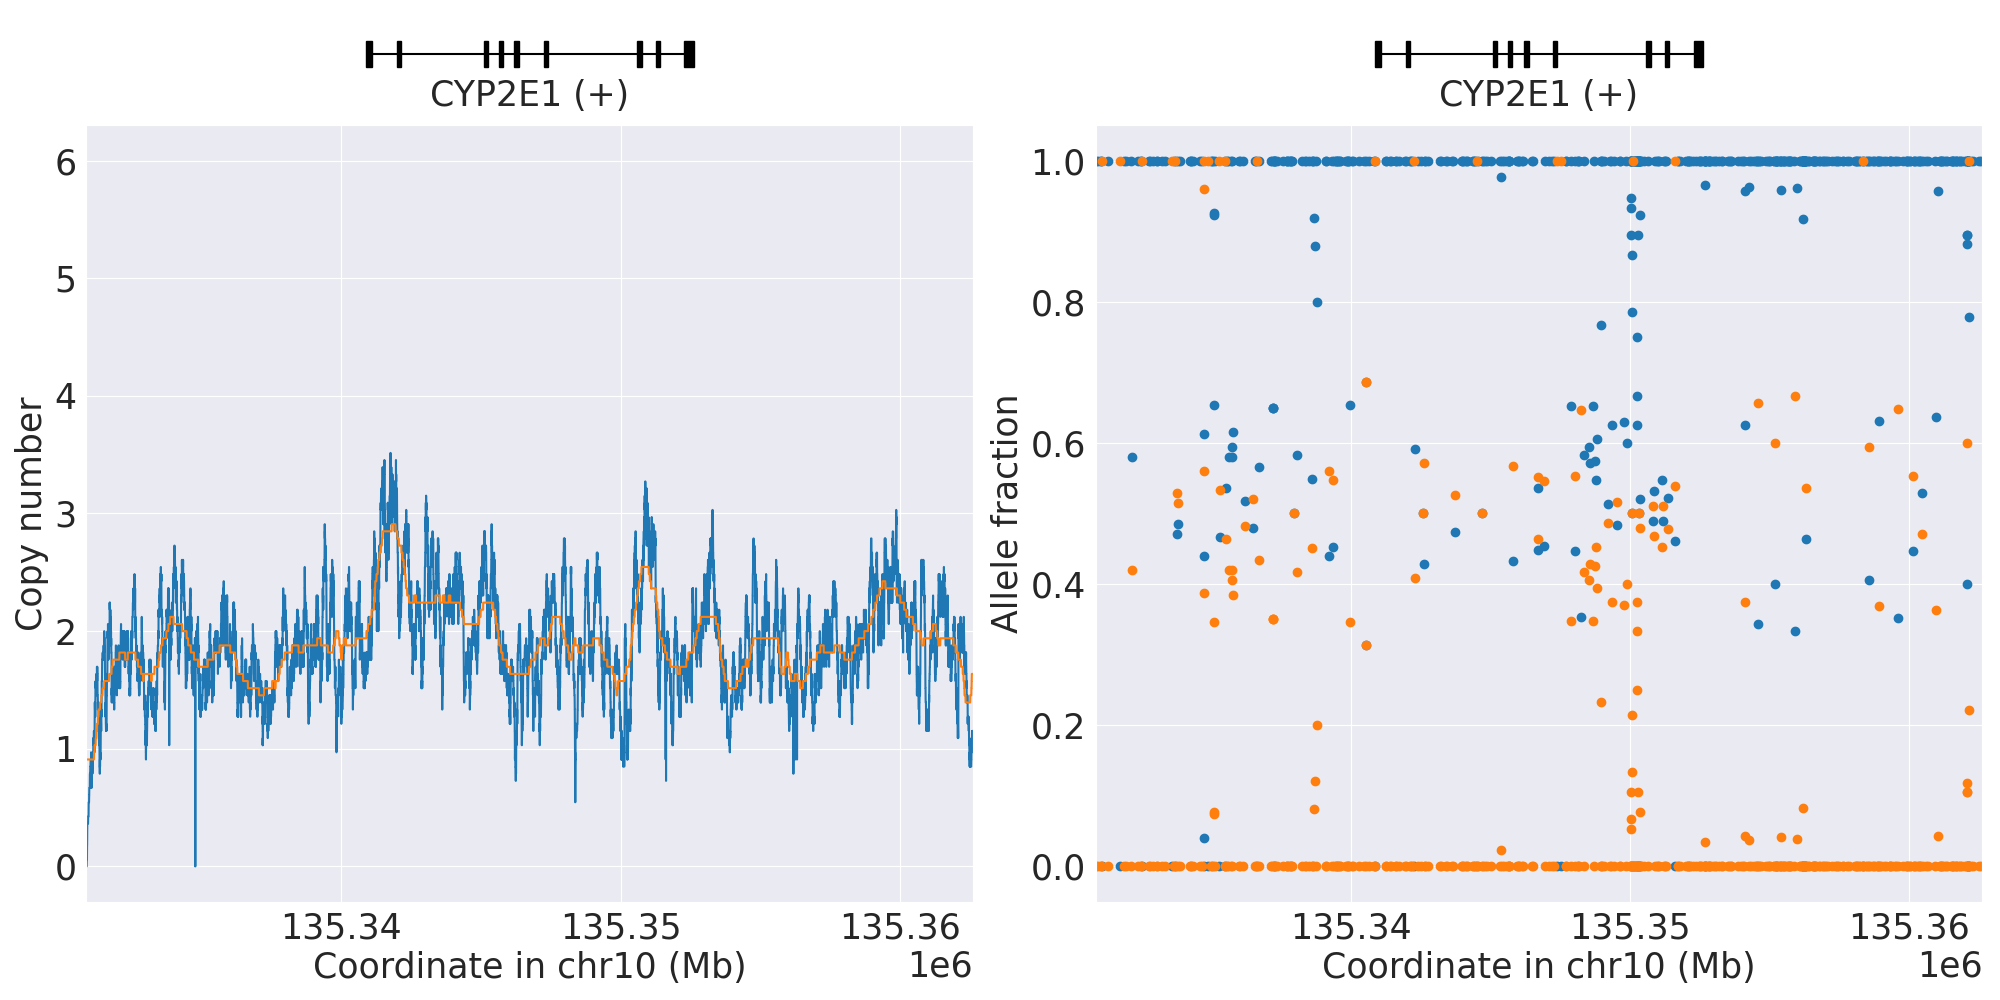 CYP2E1 (+)
CYP2E1 (+)
Copy number
6
5
4
3
2
1
0
135.34
135.35
135.36
Coordinate in chr10 (Mb)
1e6
Allele fraction
1.0
0.8
0.6
0.4
0.2
0.0
135.34
135.35
135.36
Coordinate in chr10 (Mb)
1e6